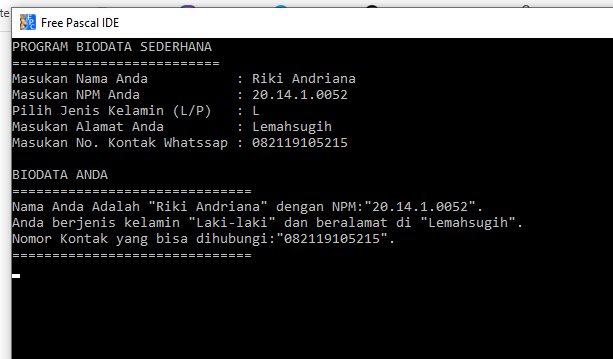 Free Pascal IDE
PROGRAM BIODATA SEDERHANA
==========================
Masukan Nama Anda           : Riki Andriana
Masukan NPM Anda            : 20.14.1.0052
Pilih Jenis Kelamin (L/P)   : L
Masukan Alamat Anda         : Lemahsugih
Masukan No. Kontak Whatssap : 082119105215
BIODATA ANDA
==============================
Nama Anda Adalah "Riki Andriana" dengan NPM:"20.14.1.0052".
Anda berjenis kelamin "Laki-laki" dan beralamat di "Lemahsugih".
Nomor Kontak yang bisa dihubungi:"082119105215".
==============================